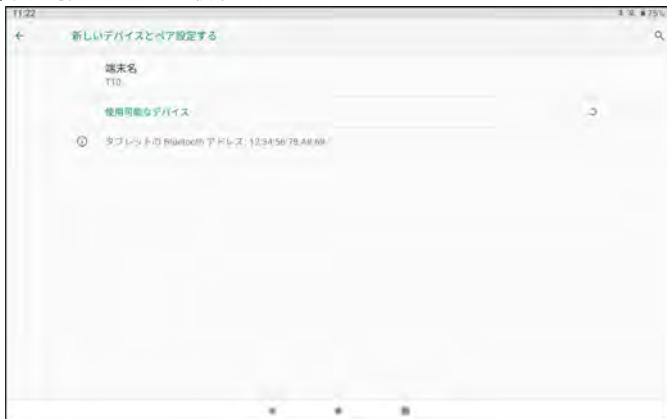 11:22
75%
新しいデバイスとペア設定する
端末名
T10
使用可能なデバイス
タブレットの Bluetooth アドレス: 12:34:56:78: